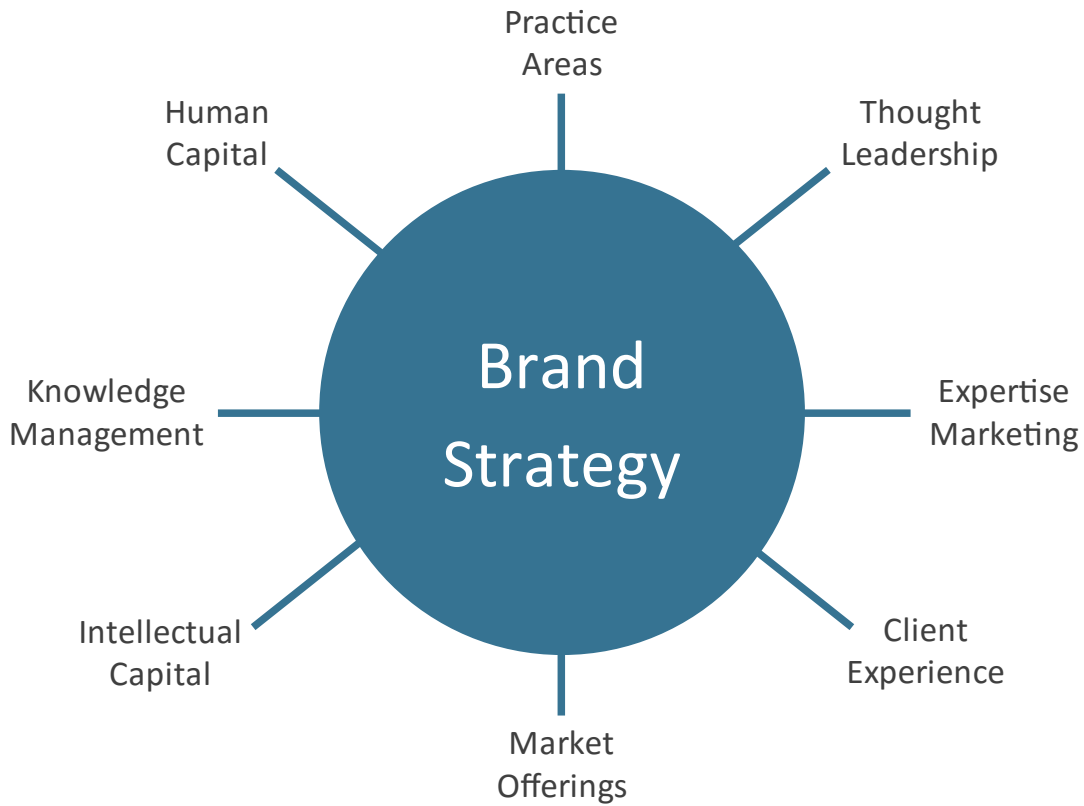 Practice
Areas
Thought
Leadership
Expertise
Marketing
Client
Experience
Market
Offerings
Intellectual
Capital
Knowledge
Management
Human
Capital
Brand
Strategy